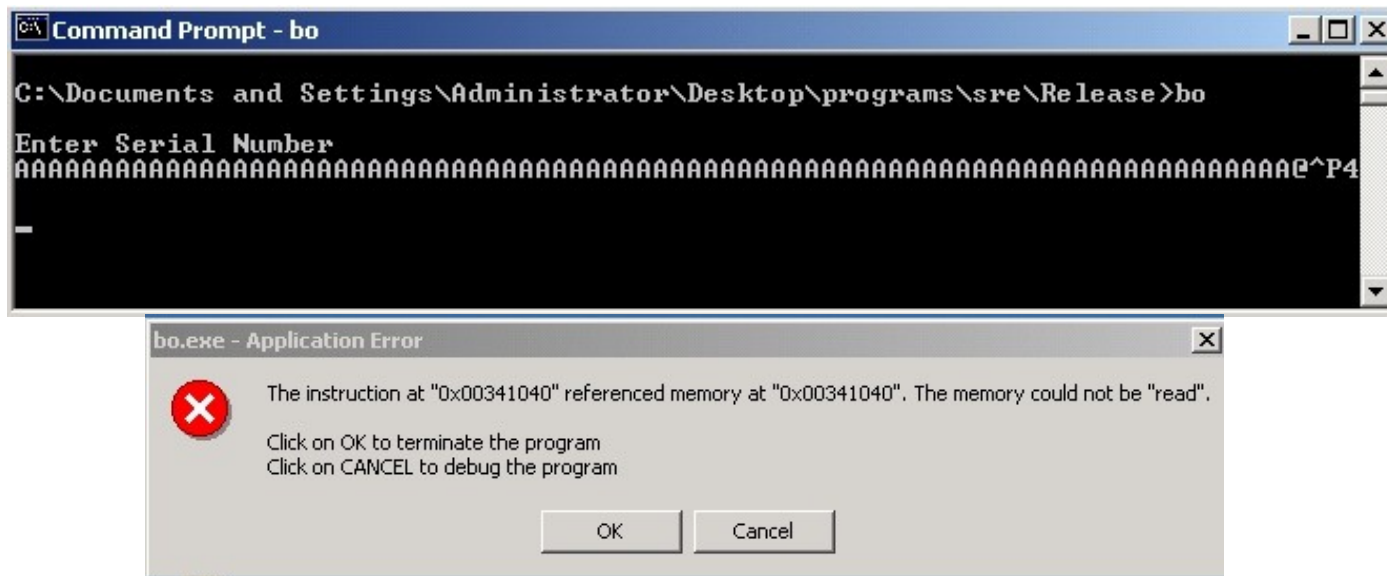 Command Prompt - bo
C:\Documents and Settings\Administrator\Desktop\programs\sre\Release>bo
Enter Serial Number
AAAAAAAAAAAAAAAAAAAAAAAAAAAAAAAAAAAAAAAAAAAAAAAAAAAAAAAAAAAAAAAAAAAAAAAAAAAA@^P4
bo.exe - Application Error
The instruction at "0x00341040" referenced memory at "0x00341040". The memory could not be "read".
Click on OK to terminate the program
Click on CANCEL to debug the program
OK Cancel